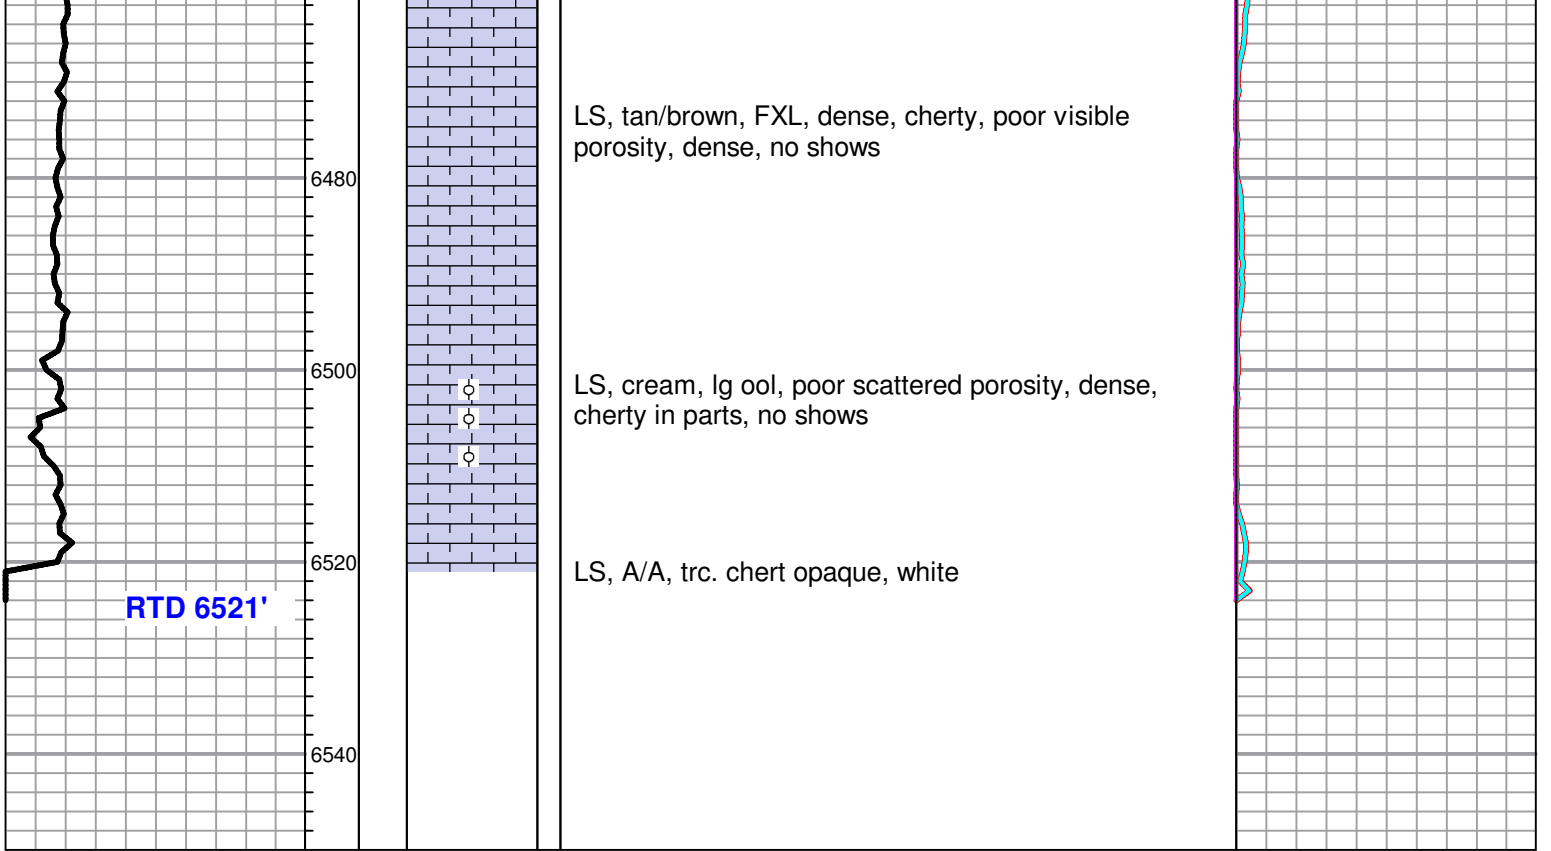 LS, tan/brown, FXL, dense, cherty, poor visible
porosity, dense, no shows
6480
6500
LS, cream, lg ool, poor scattered porosity, dense,
cherty in parts, no shows
6520
LS, A/A, trc. chert opaque, white
RTD 6521'
6540